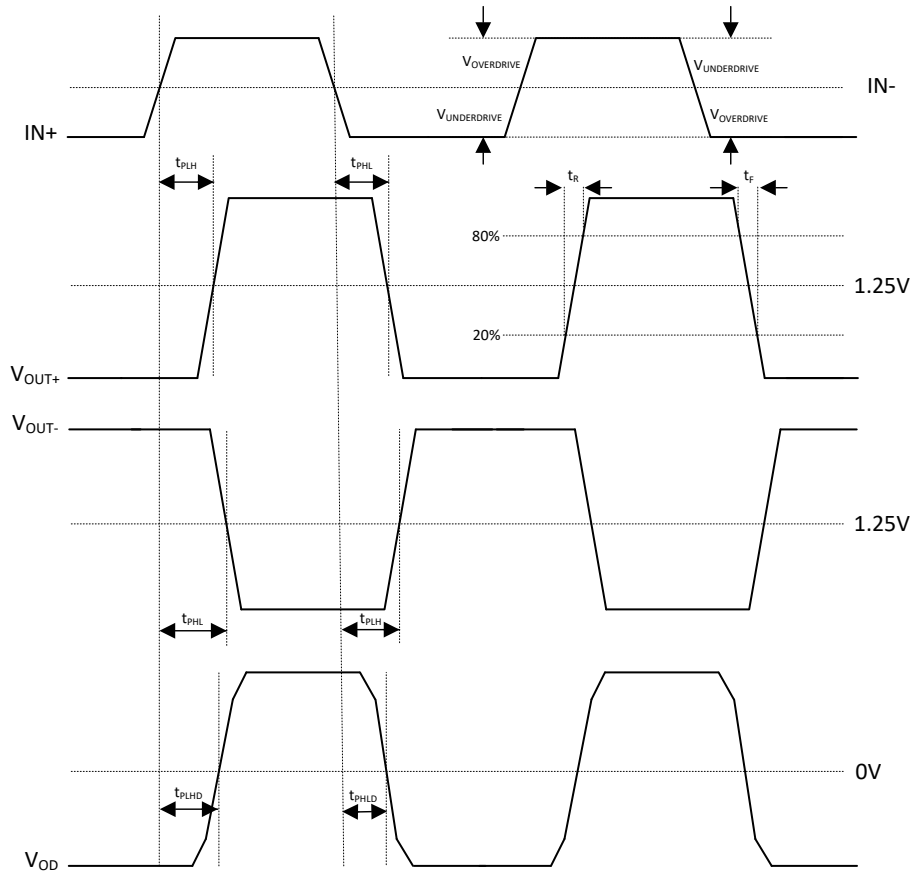 VOVERDRIVE
VUNDERDRIVE
IN-
VUNDERDRIVE
VOVERDRIVE
IN+
tPLH
tPHL
tR
tF
80%
1.25V
20%
VOUT+
VOUT-
1.25V
tPHL
tPLH
0V
tPLHD
tPHLD
VOD